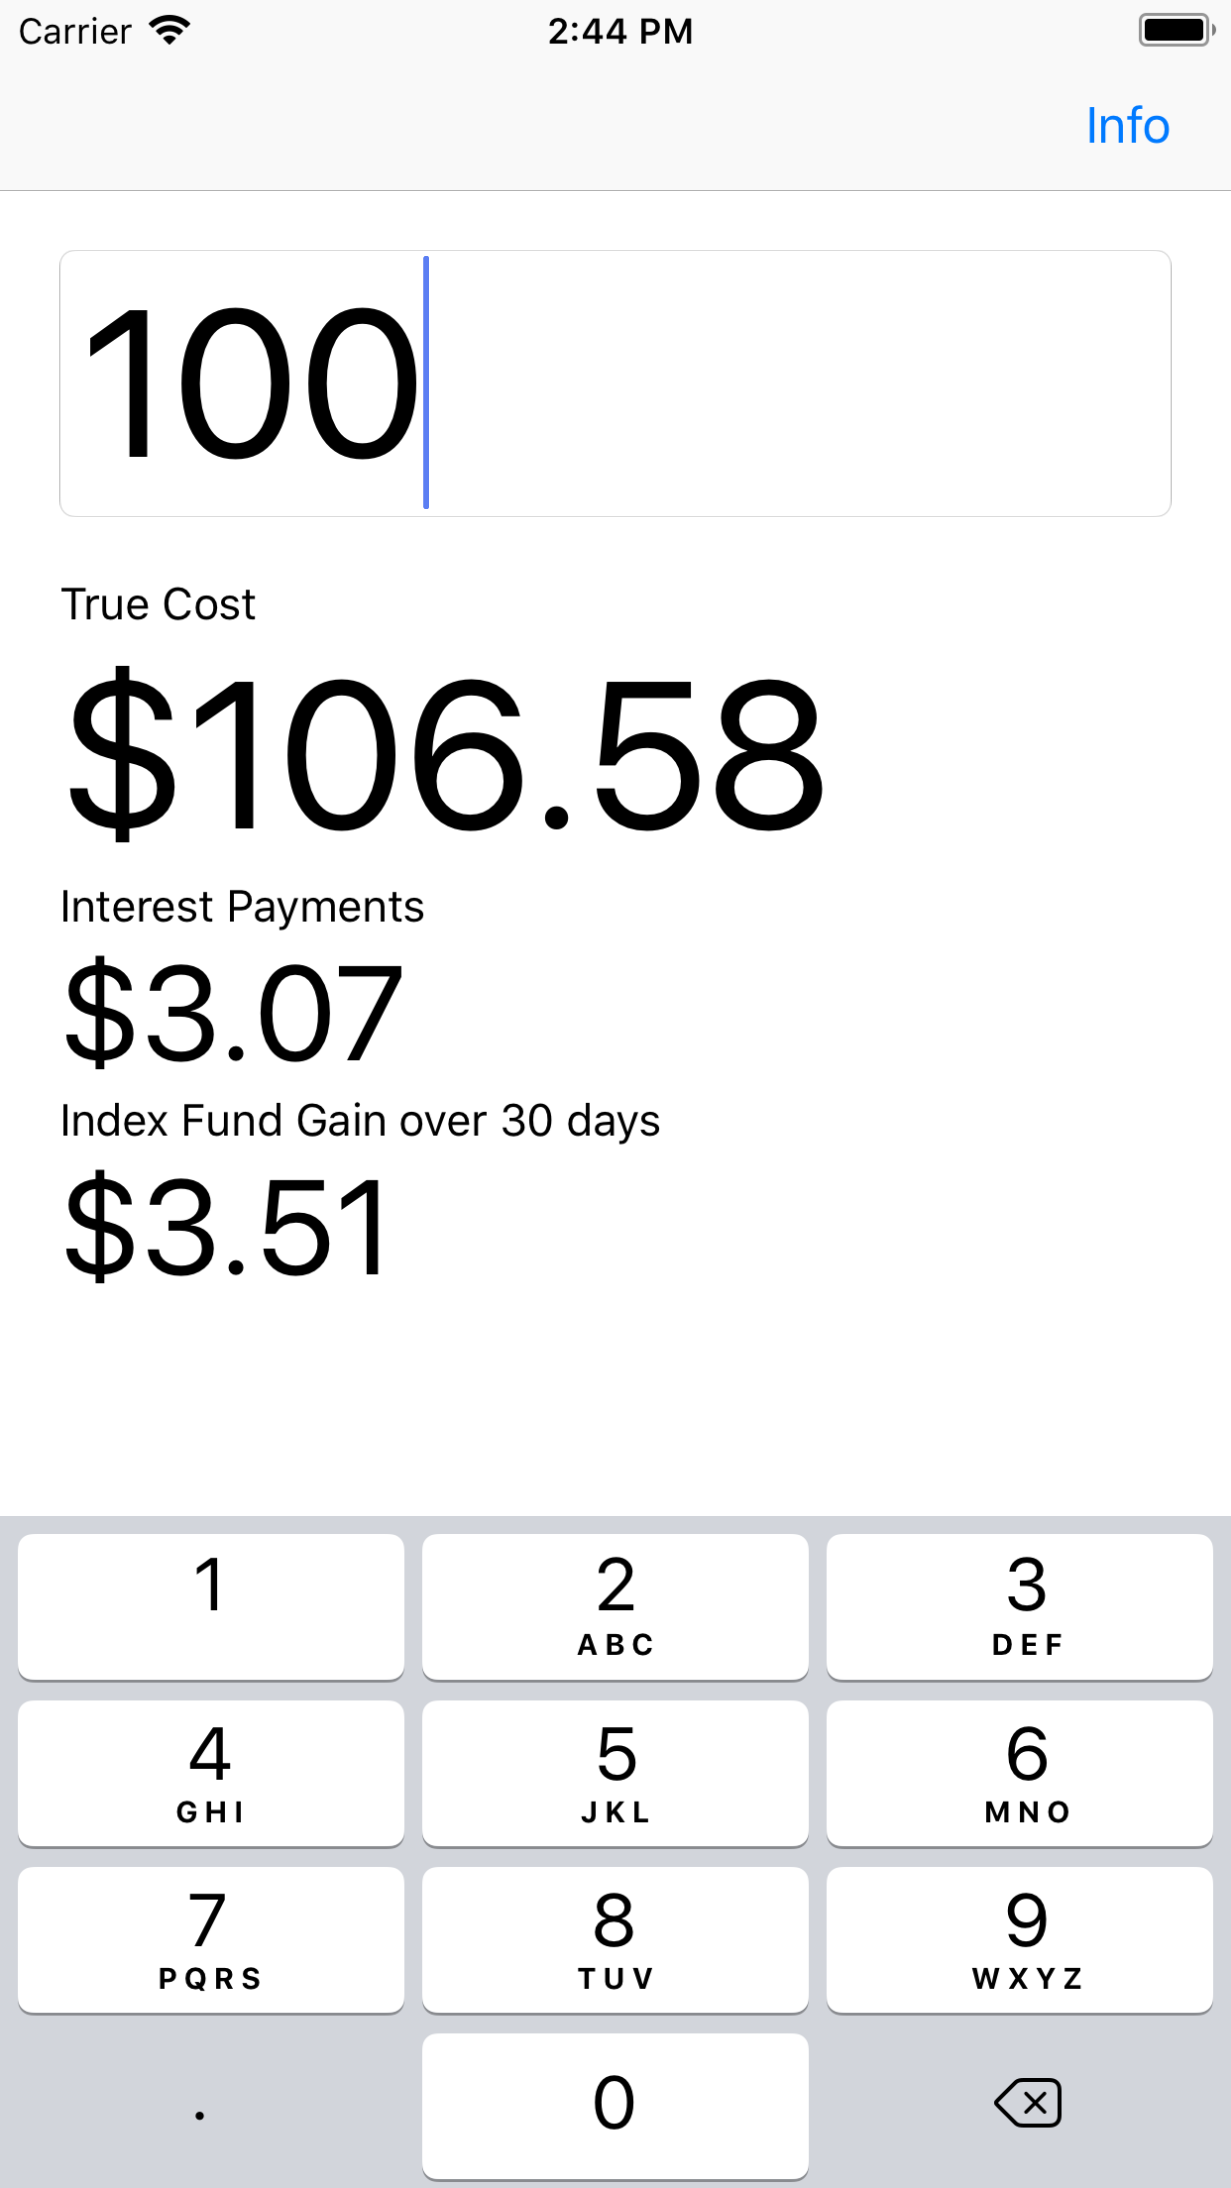 Carrier 2:44 PM
Info
100
True Cost
$106.58
Interest Payments
$3.07
Index Fund Gain over 30 days
$3.51
1 2 3
ABC DEF
4 5 6
GHI JKL MNO
7 8 9
PQRS TUV WXYZ
. 0